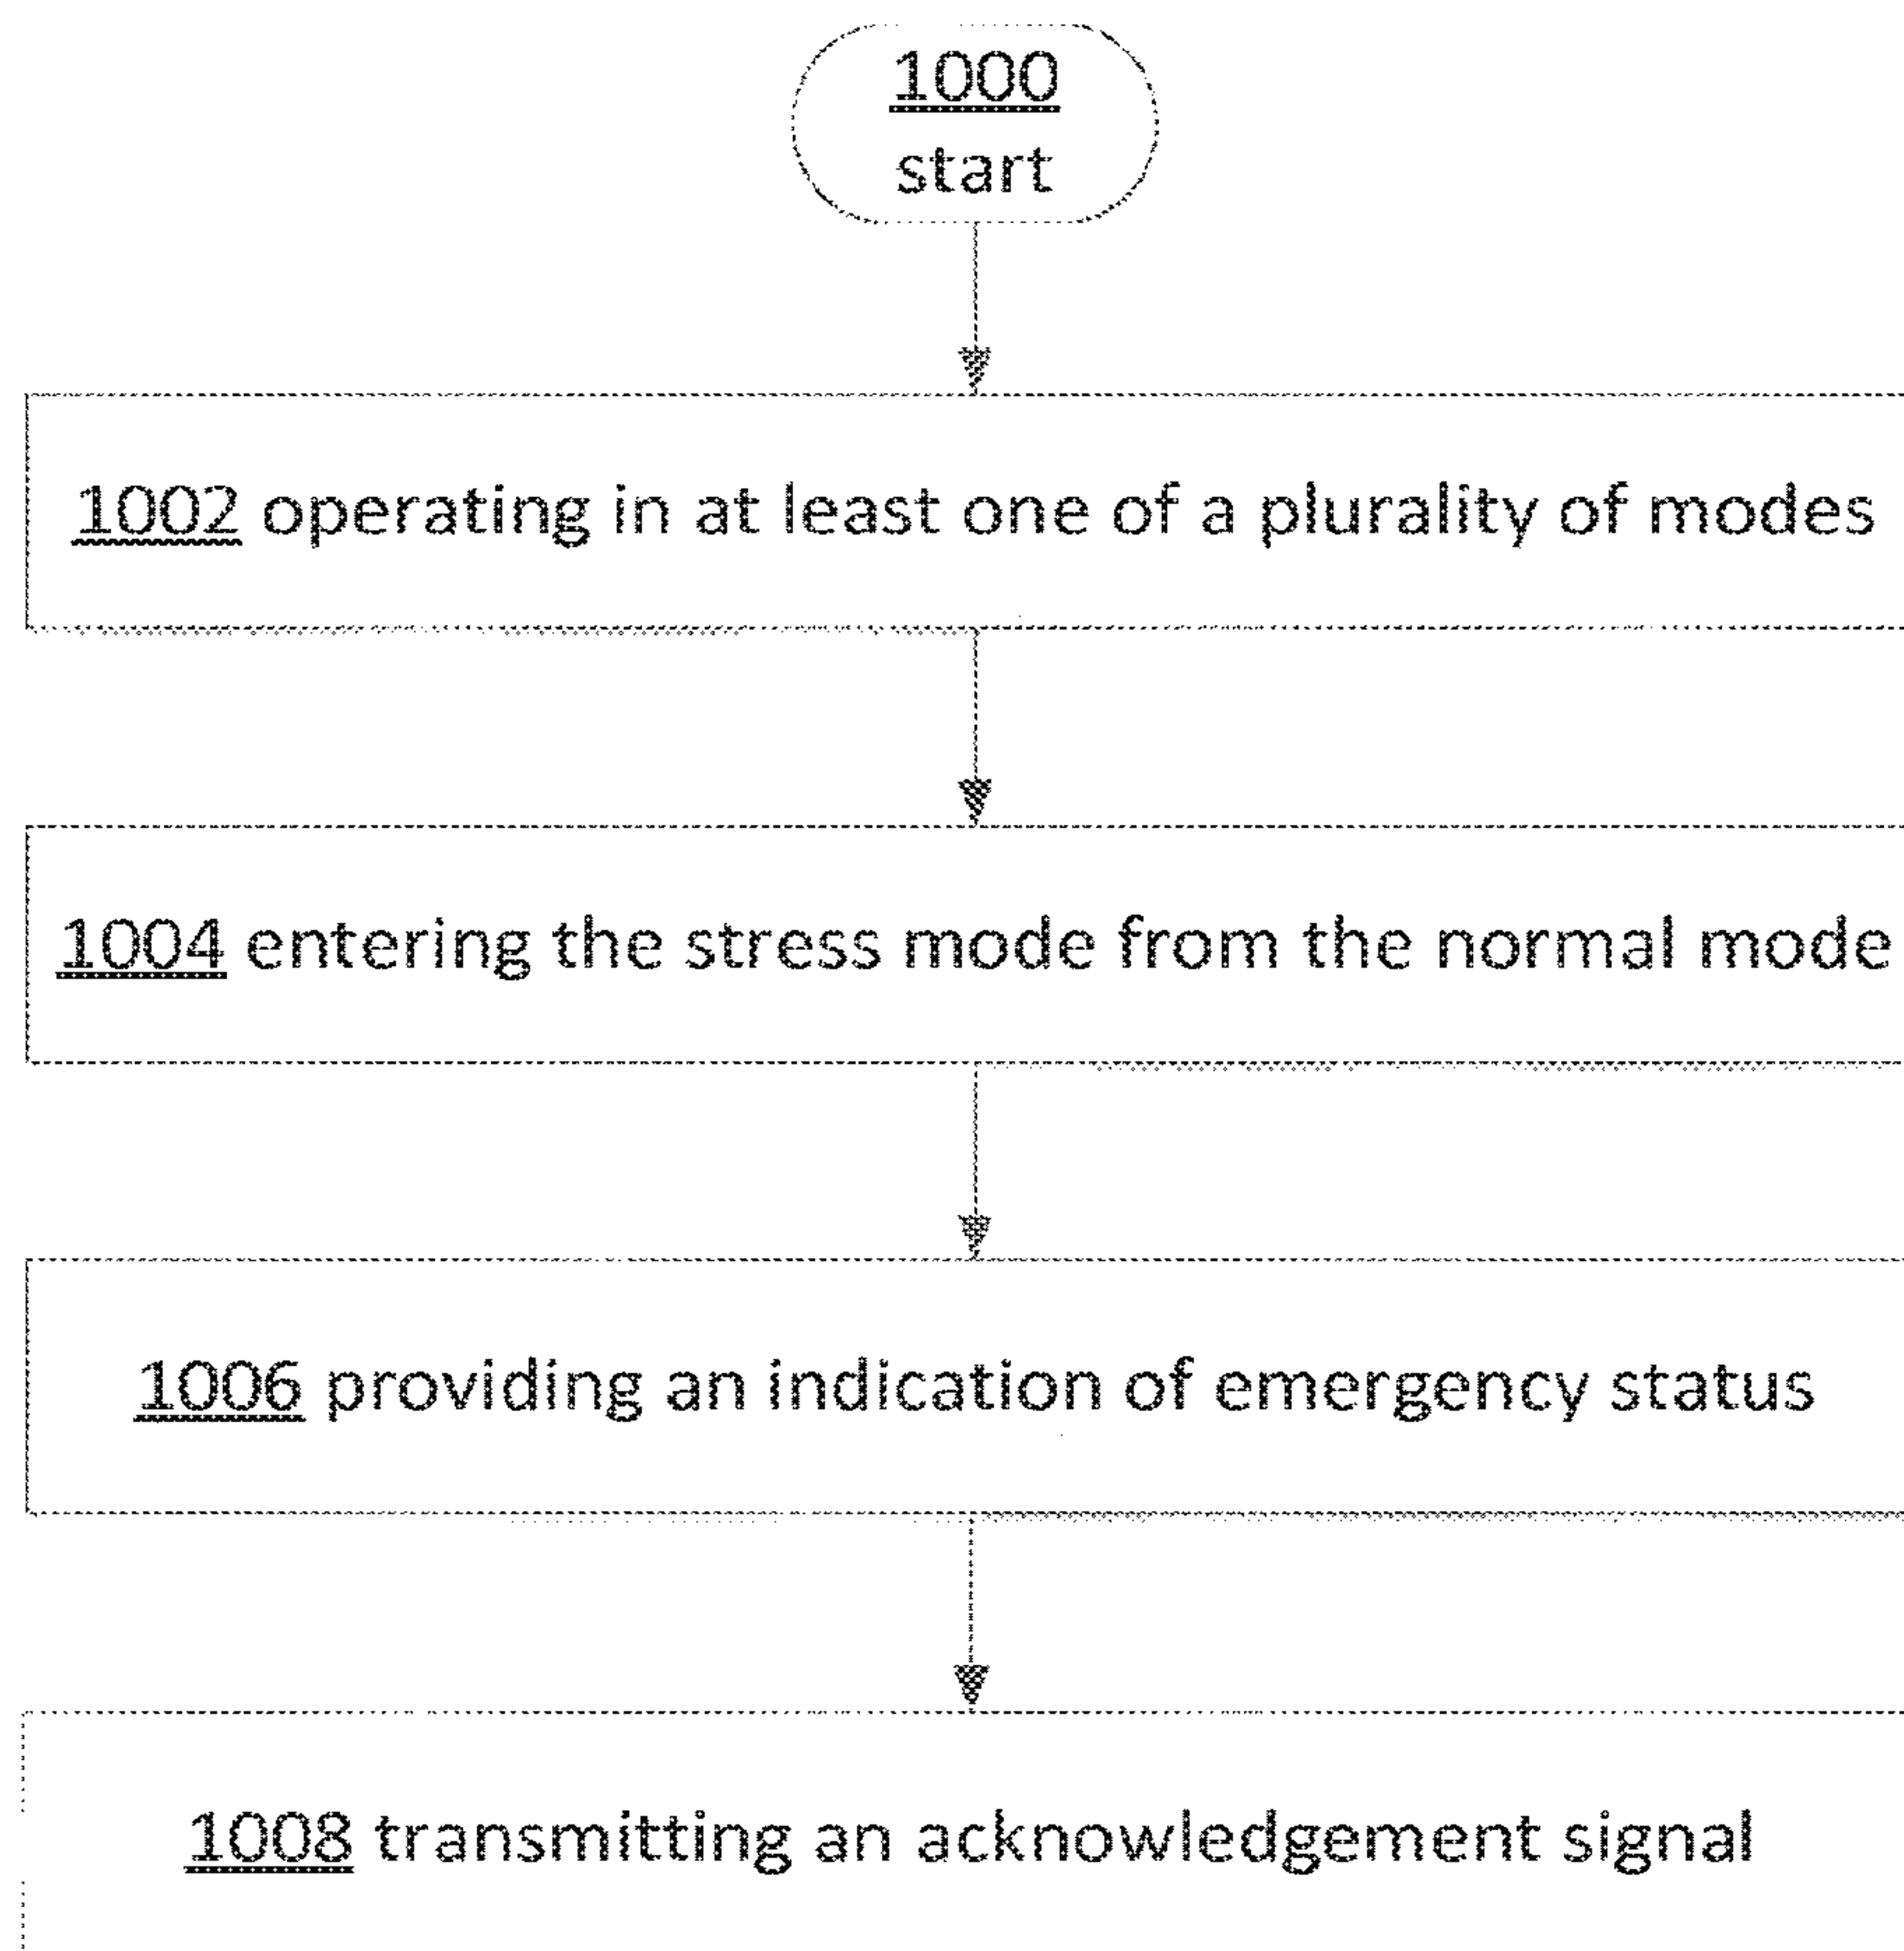 1000
start
1002 operating in at least one of a plurality of modes
1004 entering the stress mode from the normal mode
1006 providing an indication of emergency status
1008 transmitting an acknowledgement signal